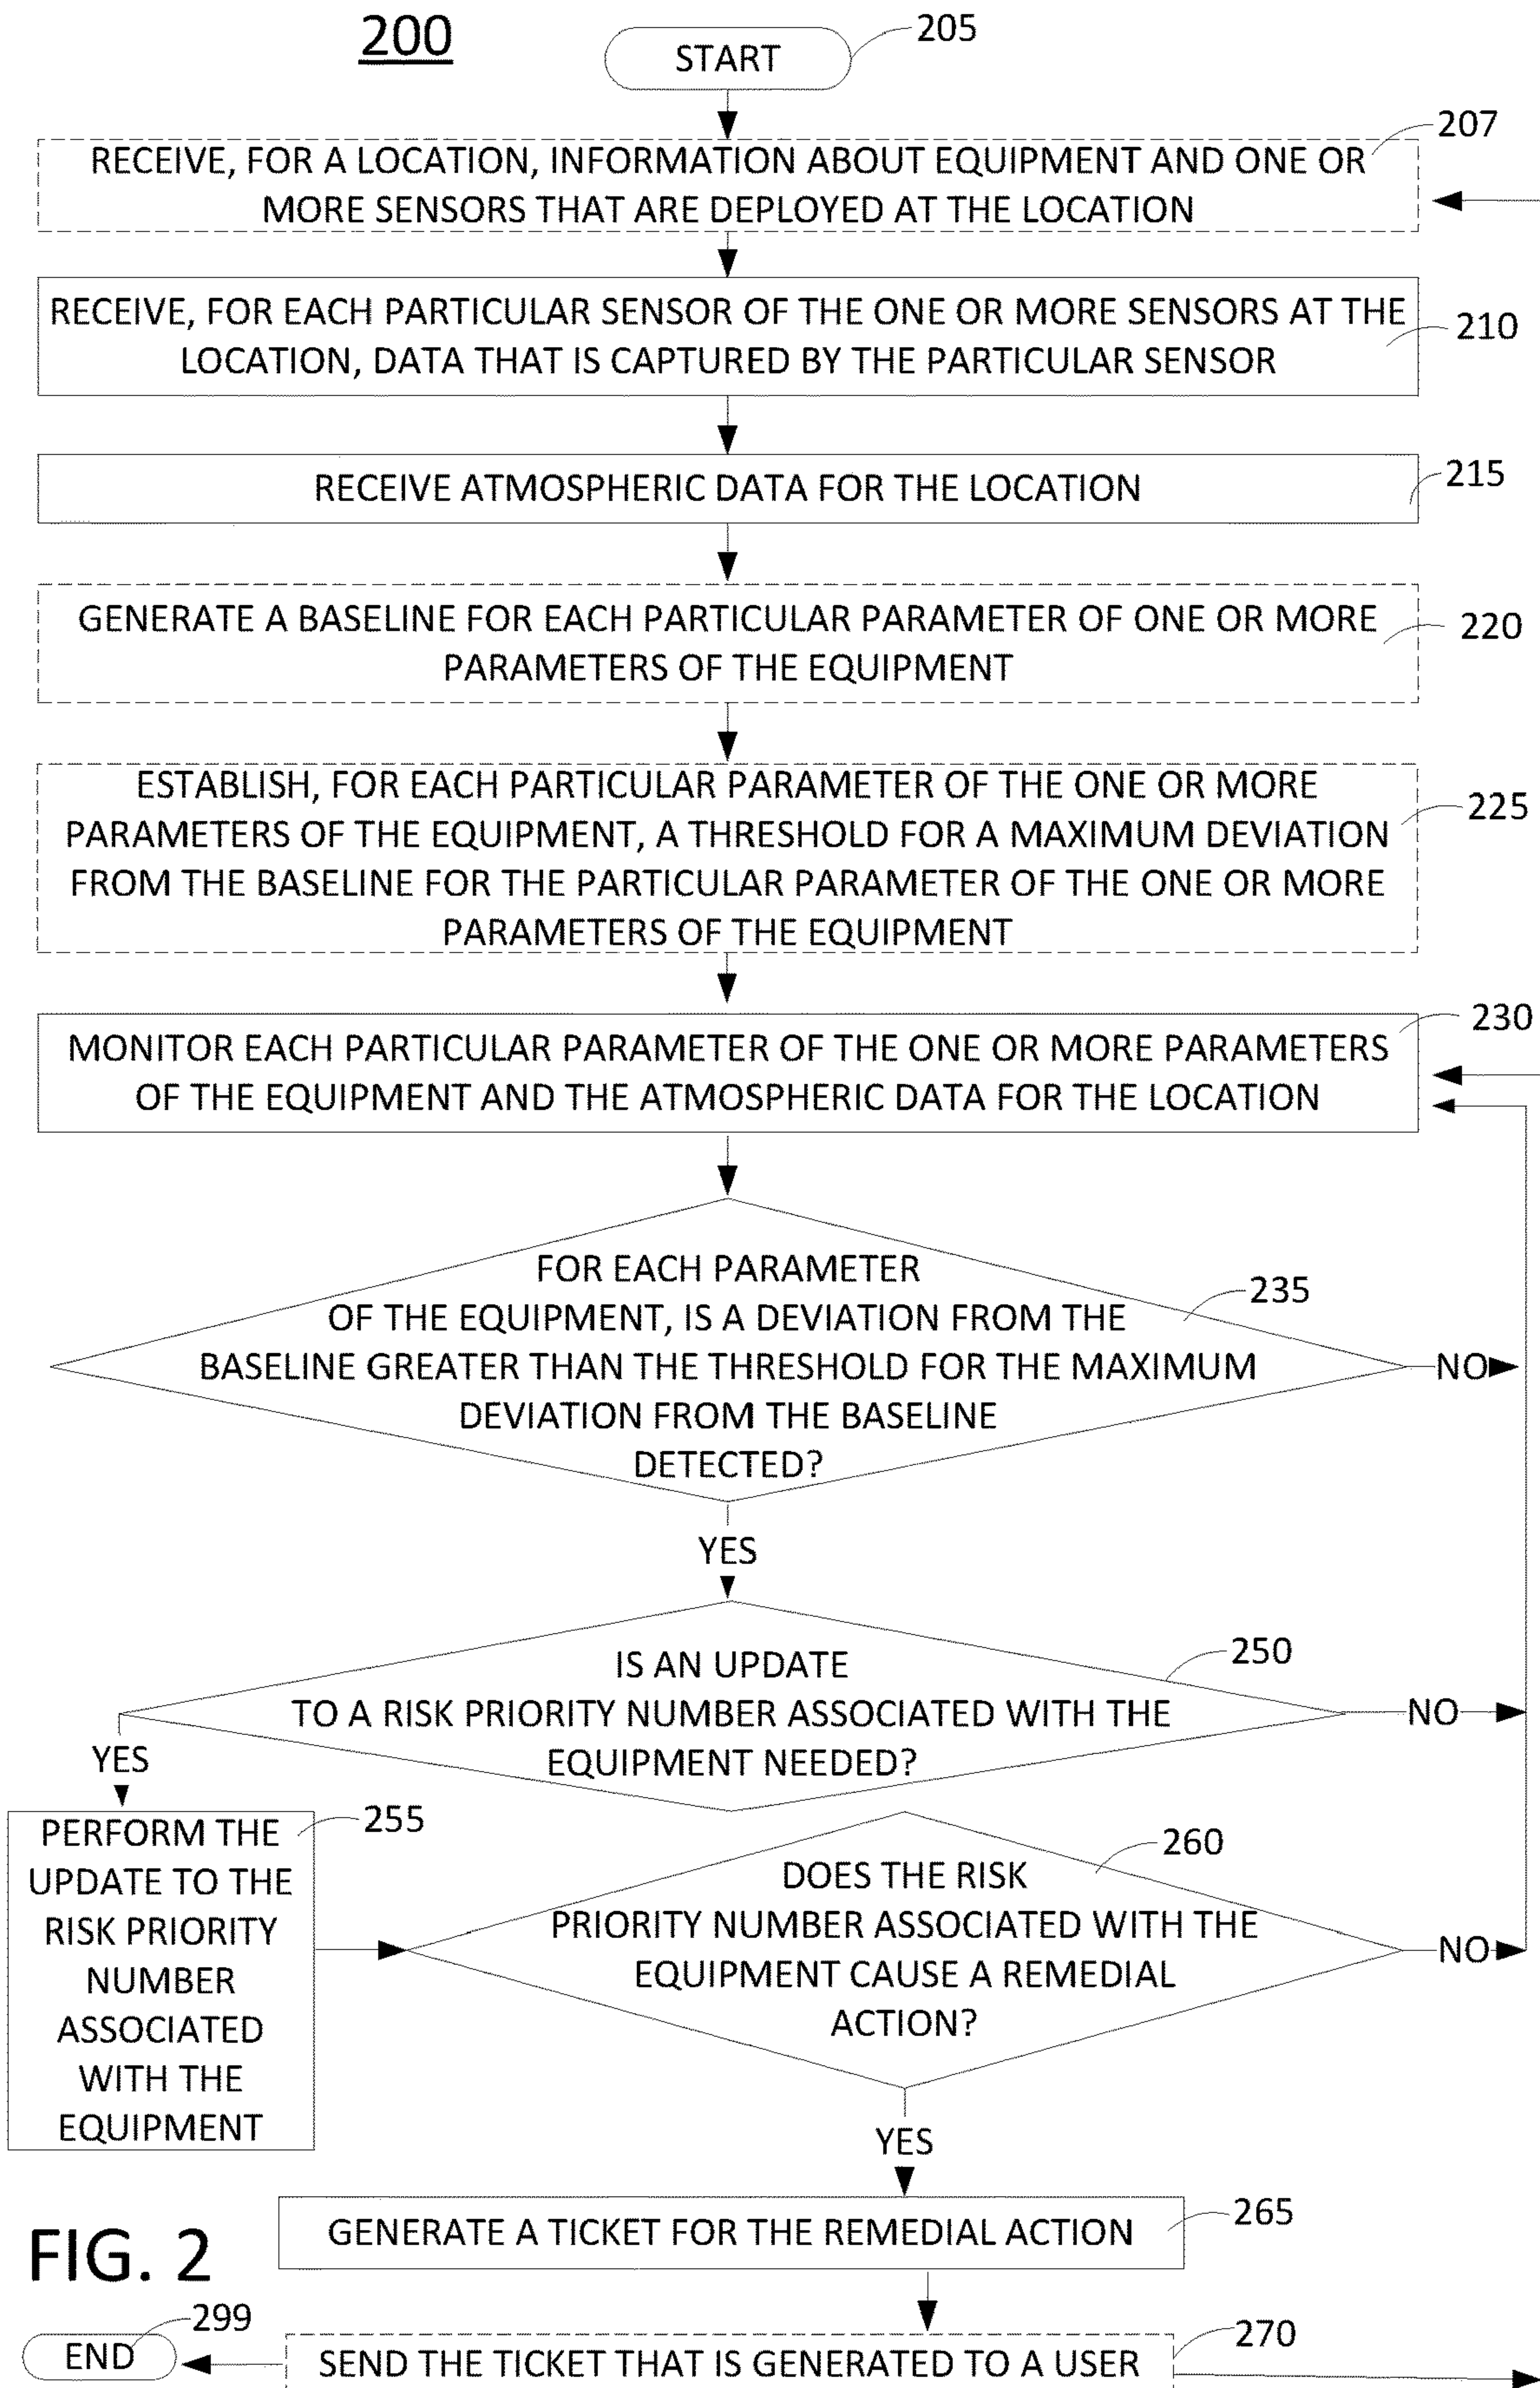 200
START
205
207
RECEIVE, FOR A LOCATION, INFORMATION ABOUT EQUIPMENT AND ONE OR
MORE SENSORS THAT ARE DEPLOYED AT THE LOCATION
RECEIVE, FOR EACH PARTICULAR SENSOR OF THE ONE OR MORE SENSORS AT THE
LOCATION, DATA THAT IS CAPTURED BY THE PARTICULAR SENSOR
210
RECEIVE ATMOSPHERIC DATA FOR THE LOCATION
215
GENERATE A BASELINE FOR EACH PARTICULAR PARAMETER OF ONE OR MORE
PARAMETERS OF THE EQUIPMENT
220
ESTABLISH, FOR EACH PARTICULAR PARAMETER OF THE ONE OR MORE
PARAMETERS OF THE EQUIPMENT, A THRESHOLD FOR A MAXIMUM DEVIATION
FROM THE BASELINE FOR THE PARTICULAR PARAMETER OF THE ONE OR MORE
PARAMETERS OF THE EQUIPMENT
225
MONITOR EACH PARTICULAR PARAMETER OF THE ONE OR MORE PARAMETERS
OF THE EQUIPMENT AND THE ATMOSPHERIC DATA FOR THE LOCATION
230
FOR EACH PARAMETER
OF THE EQUIPMENT, IS A DEVIATION FROM THE
BASELINE GREATER THAN THE THRESHOLD FOR THE MAXIMUM
DEVIATION FROM THE BASELINE
DETECTED?
235
NO
YES
IS AN UPDATE
TO A RISK PRIORITY NUMBER ASSOCIATED WITH THE
EQUIPMENT NEEDED?
250
NO
YES
PERFORM THE
UPDATE TO THE
RISK PRIORITY
NUMBER
ASSOCIATED
WITH THE
EQUIPMENT
255
DOES THE RISK
PRIORITY NUMBER ASSOCIATED WITH THE
EQUIPMENT CAUSE A REMEDIAL
ACTION?
260
NO
YES
GENERATE A TICKET FOR THE REMEDIAL ACTION
265
FIG. 2
END
299
SEND THE TICKET THAT IS GENERATED TO A USER
270